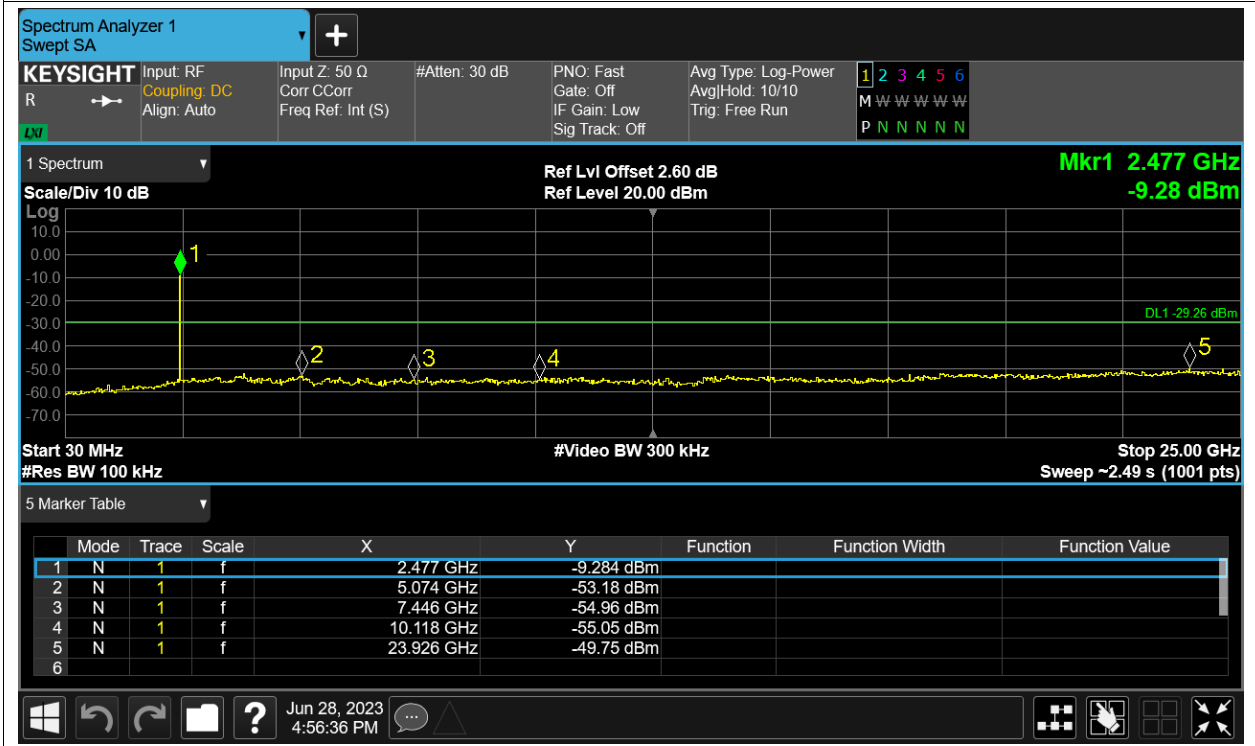 Spectrum Analyzer 1
Swept SA
+
KEYSIGHT
R
LXI
Input: RF
Coupling: DC
Align: Auto
Input Z: 50 Ω
Corr CCorr
Freq Ref: Int (S)
#Atten: 30 dB
PNO: Fast
Gate: Off
IF Gain: Low
Sig Track: Off
Avg Type: Log-Power
Avg|Hold: 10/10
Trig: Free Run
1 2 3 4 5 6
M W W W W W
P N N N N N
1 Spectrum
Scale/Div 10 dB
Ref Lvl Offset 2.60 dB
Ref Level 20.00 dBm
Mkr1 2.477 GHz
-9.28 dBm
Log
10.0
0.00
-10.0
-20.0
-30.0
-40.0
-50.0
-60.0
-70.0
1
2
3
4
5
DL1 -29.26 dBm
Start 30 MHz
#Res BW 100 kHz
#Video BW 300 kHz
Stop 25.00 GHz
Sweep ~2.49 s (1001 pts)
5 Marker Table
Mode Trace Scale X Y Function Function Width Function Value
1 N 1 f 2.477 GHz -9.284 dBm
2 N 1 f 5.074 GHz -53.18 dBm
3 N 1 f 7.446 GHz -54.96 dBm
4 N 1 f 10.118 GHz -55.05 dBm
5 N 1 f 23.926 GHz -49.75 dBm
6
?
Jun 28, 2023
4:56:36 PM